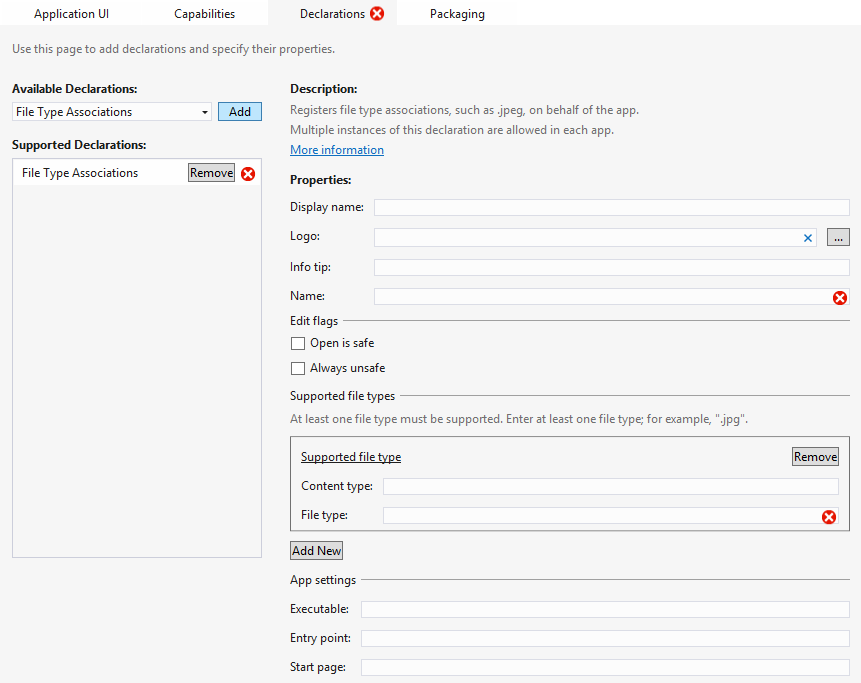 Application UI
Capabilities
Declarations
Packaging
Use this page to add declarations and specify their properties.
Available Declarations:
File Type Associations
Add
Supported Declarations:
File Type Associations
Remove
Description:
Registers file type associations, such as .jpeg, on behalf of the app.
Multiple instances of this declaration are allowed in each app.
More information
Properties:
Display name:
Logo:
...
Info tip:
Name:
Edit flags
Open is safe
Always unsafe
Supported file types
At least one file type must be supported. Enter at least one file type; for example, ".jpg".
Supported file type
Remove
Content type:
File type:
Add New
App settings
Executable:
Entry point:
Start page: